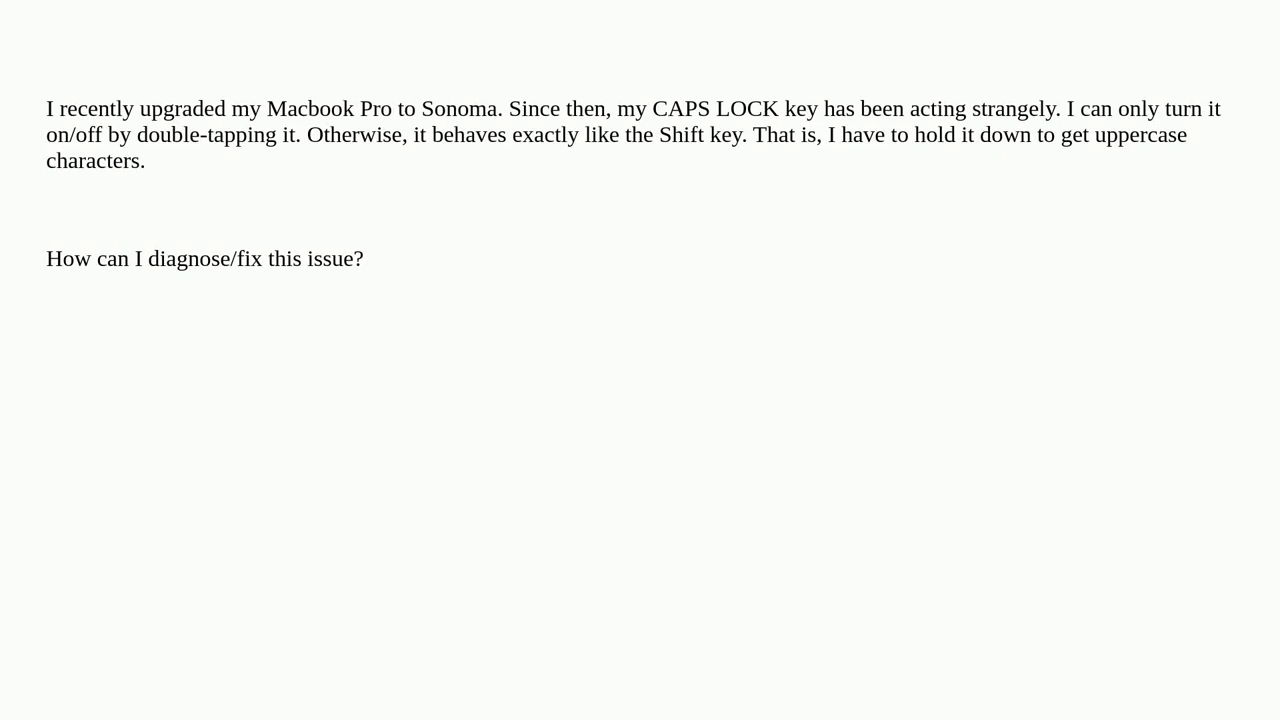 I recently upgraded my Macbook Pro to Sonoma. Since then, my CAPS LOCK key has been acting strangely. I can only turn it
on/off by double-tapping it. Otherwise, it behaves exactly like the Shift key. That is, I have to hold it down to get uppercase
characters.
How can I diagnose/fix this issue?